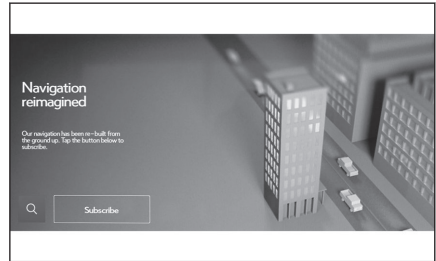 Navigation
reimagined
Our navigation has been re-built from
the ground up. Tap the button below to
subscribe.
Subscribe